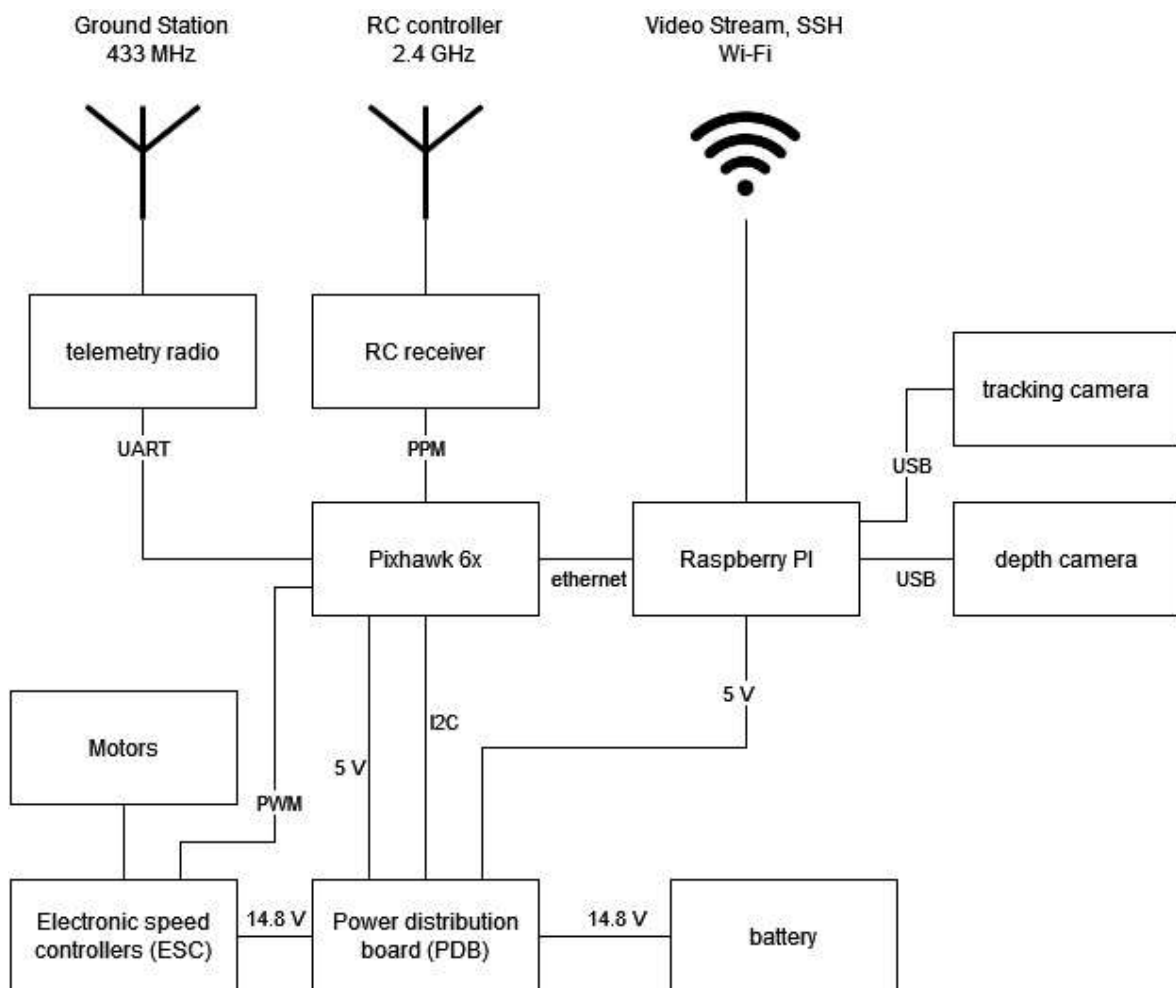 Ground Station
433 MHz
RC controller
2.4 GHz
Video Stream, SSH
Wi-Fi
telemetry radio
RC receiver
tracking camera
UART
PPM
USB
Pixhawk 6x
ethernet
Raspberry PI
USB
depth camera
Motors
5 V
I2C
5 V
PWM
Electronic speed
controllers (ESC)
14.8 V
Power distribution
board (PDB)
14.8 V
battery